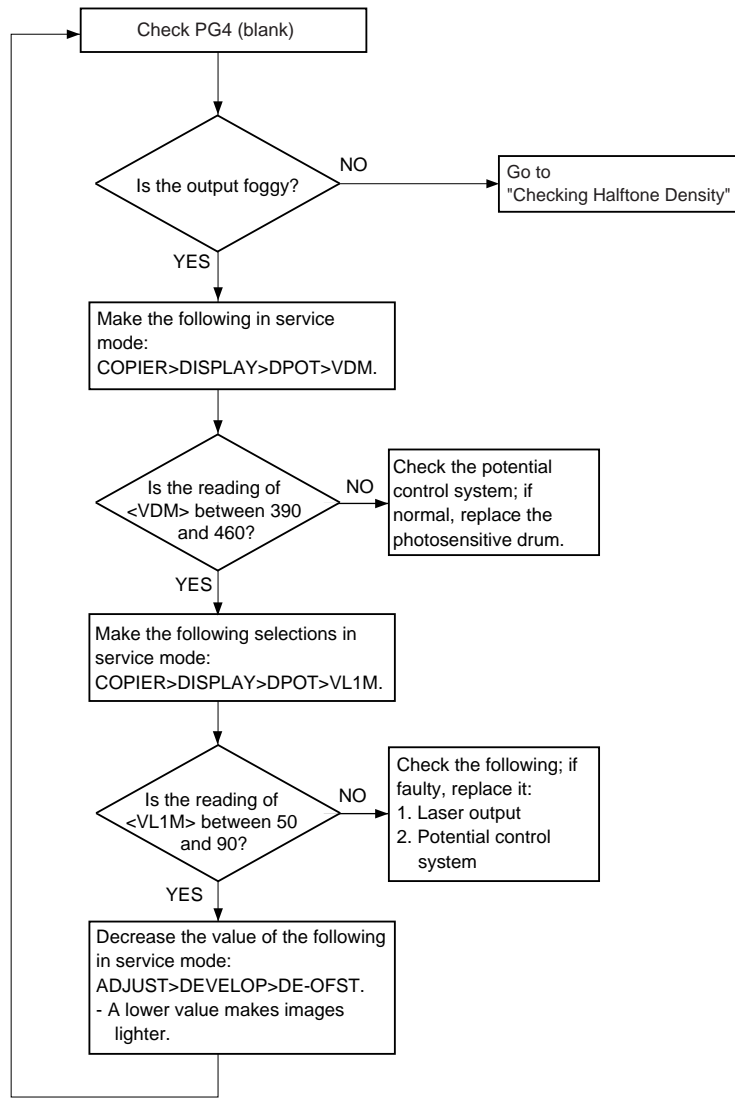 Check PG4 (blank)
Is the output foggy?
NO
Go to
"Checking Halftone Density"
YES
Make the following in service
mode:
COPIER>DISPLAY>DPOT>VDM.
Is the reading of
<VDM> between 390
and 460?
NO
Check the potential
control system; if
normal, replace the
photosensitive drum.
YES
Make the following selections in
service mode:
COPIER>DISPLAY>DPOT>VL1M.
Is the reading of
<VL1M> between 50
and 90?
NO
Check the following; if
faulty, replace it:
1. Laser output
2. Potential control
system
YES
Decrease the value of the following
in service mode:
ADJUST>DEVELOP>DE-OFST.
- A lower value makes images
lighter.